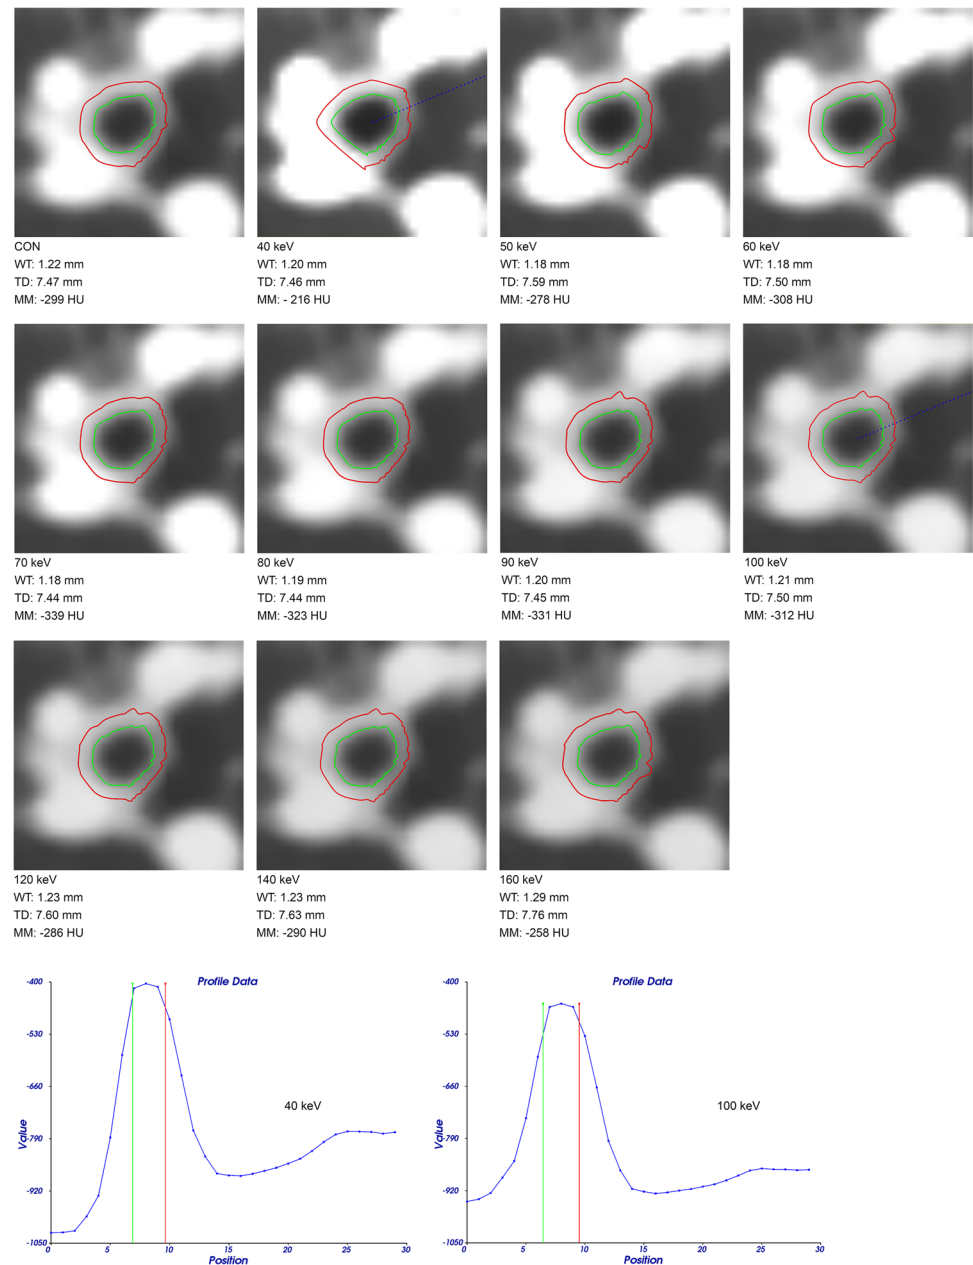 CON 40 keV 50 keV 60 keV
WT: 1.22 mm WT: 1.20 mm WT: 1.18 mm WT: 1.18 mm
TD: 7.47 mm TD: 7.46 mm TD: 7.59 mm TD: 7.50 mm
MM: -299 HU MM: - 216 HU MM: -278 HU MM: -308 HU
70 keV 80 keV 90 keV 100 keV
WT: 1.18 mm WT: 1.19 mm WT: 1.20 mm WT: 1.21 mm
TD: 7.44 mm TD: 7.44 mm TD: 7.45 mm TD: 7.50 mm
MM: -339 HU MM: -323 HU MM: -331 HU MM: -312 HU
120 keV 140 keV 160 keV
WT: 1.23 mm WT: 1.23 mm WT: 1.29 mm
TD: 7.60 mm TD: 7.63 mm TD: 7.76 mm
MM: -286 HU MM: -290 HU MM: -258 HU
Profile Data
-400
-530
-660
-790
-920
-1050
Value
40 keV
0 5 10 15 20 25 30
Position
Profile Data
-400
-530
-660
-790
-920
-1050
Value
100 keV
0 5 10 15 20 25 30
Position